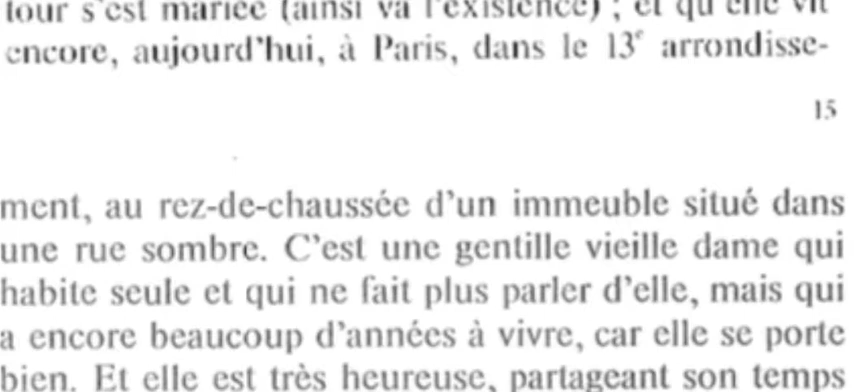 tour s'est mariée (ainsi va l'existence) ; et qu'elle vit
encore, aujourd'hui, à Paris, dans le 13e arrondisse-
15
ment, au rez-de-chaussée d'un immeuble situé dans
une rue sombre. C'est une gentille vieille dame qui
habite seule et qui ne fait plus parler d'elle, mais qui
a encore beaucoup d'années à vivre, car elle se porte
bien. Et elle est très heureuse, partageant son temps